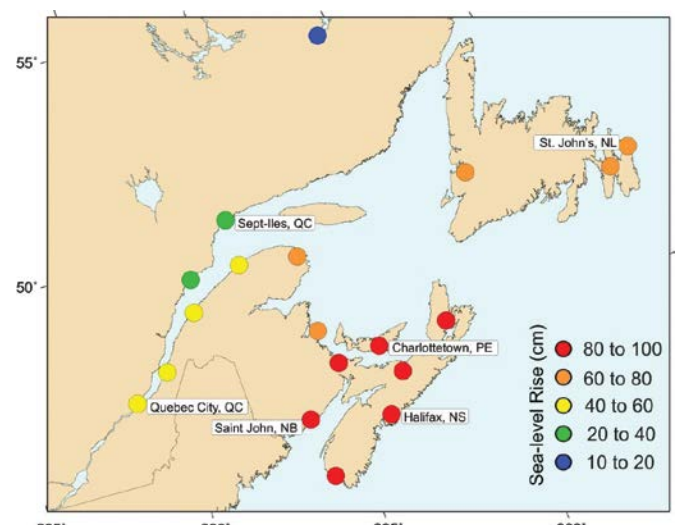 55°
St. John's, NL
Sept-Iles, QC
50°
Charlottetown, PE
Quebec City, QC
Saint John, NB
Halifax, NS
Sea-level Rise (cm)
80 to 100
60 to 80
40 to 60
20 to 40
10 to 20